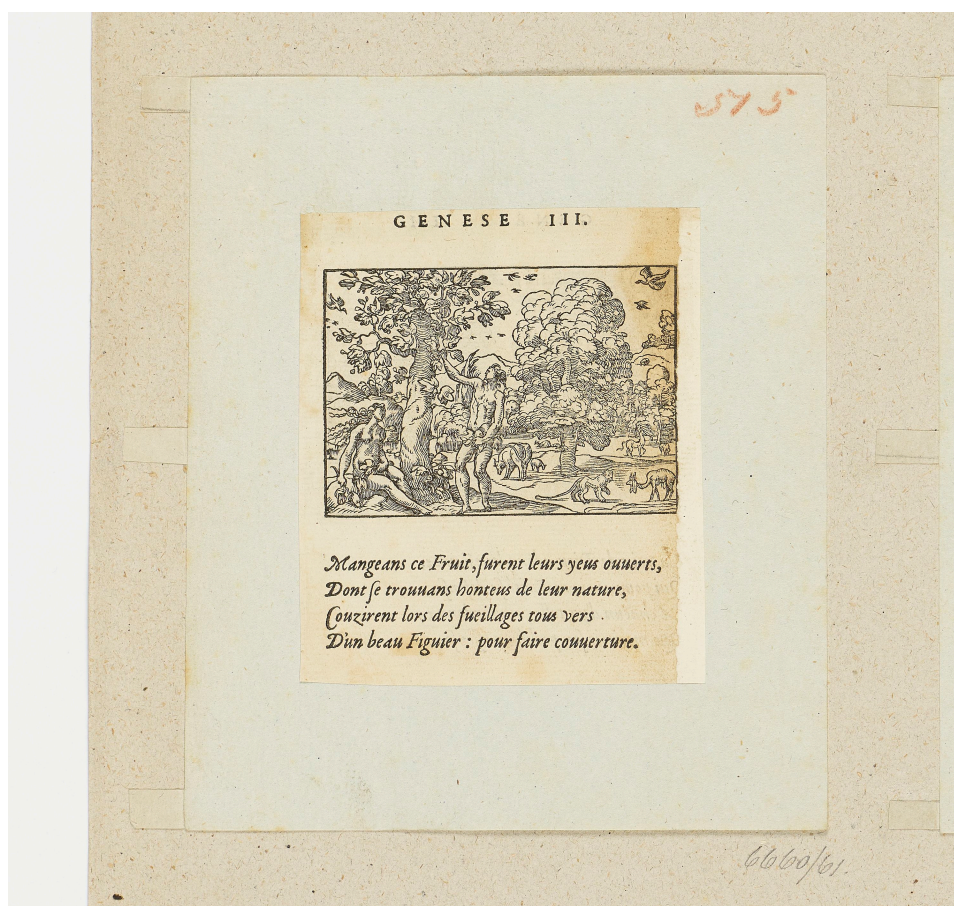 575
GENESE III.
Mangeans ce Fruit, furent leurs yeus ouuerts,
Dont ſe trouuans honteus de leur nature,
Couzirent lors des fueillages tous vers
D'un beau Figuier : pour faire couuerture.
6660/61.